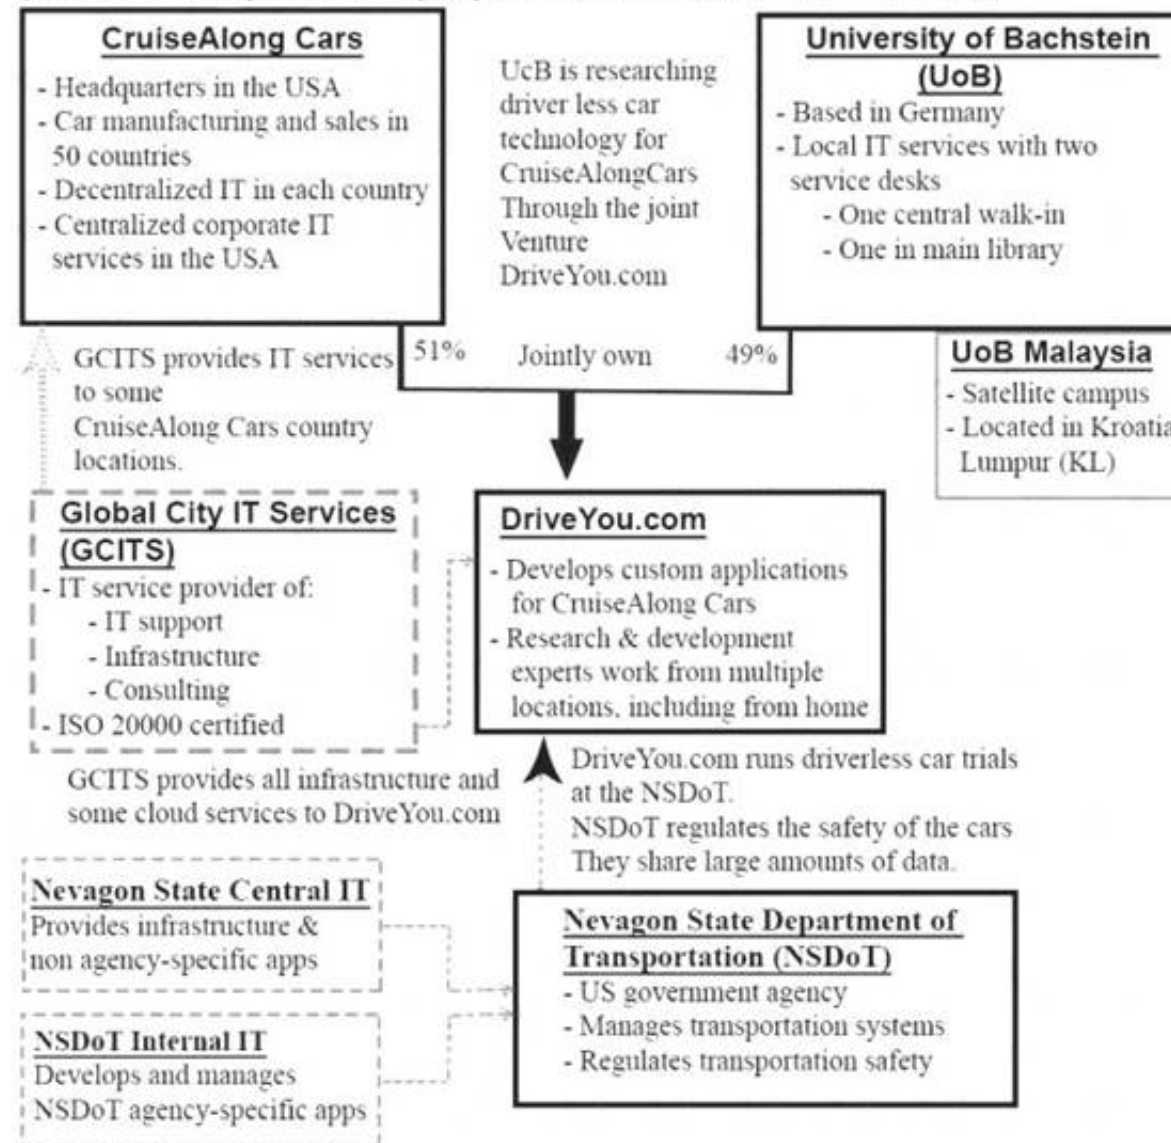 CruiseAlong Cars
- Headquarters in the USA
- Car manufacturing and sales in
50 countries
- Decentralized IT in each country
- Centralized corporate IT
services in the USA
UcB is researching
driver less car
technology for
CruiseAlongCars
Through the joint
Venture
DriveYou.com
University of Bachstein
(UoB)
- Based in Germany
- Local IT services with two
service desks
- One central walk-in
- One in main library
51%
Jointly own
49%
UoB Malaysia
- Satellite campus
- Located in Kroatia
Lumpur (KL)
GCITS provides IT services
to some
CruiseAlong Cars country
locations.
Global City IT Services
(GCITS)
- IT service provider of:
- IT support
- Infrastructure
- Consulting
- ISO 20000 certified
DriveYou.com
- Develops custom applications
for CruiseAlong Cars
- Research & development
experts work from multiple
locations, including from home
GCITS provides all infrastructure and
some cloud services to DriveYou.com
DriveYou.com runs driverless car trials
at the NSDoT.
NSDoT regulates the safety of the cars
They share large amounts of data.
Nevagon State Central IT
Provides infrastructure &
non agency-specific apps
NSDoT Internal IT
Develops and manages
NSDoT agency-specific apps
Nevagon State Department of
Transportation (NSDoT)
- US government agency
- Manages transportation systems
- Regulates transportation safety